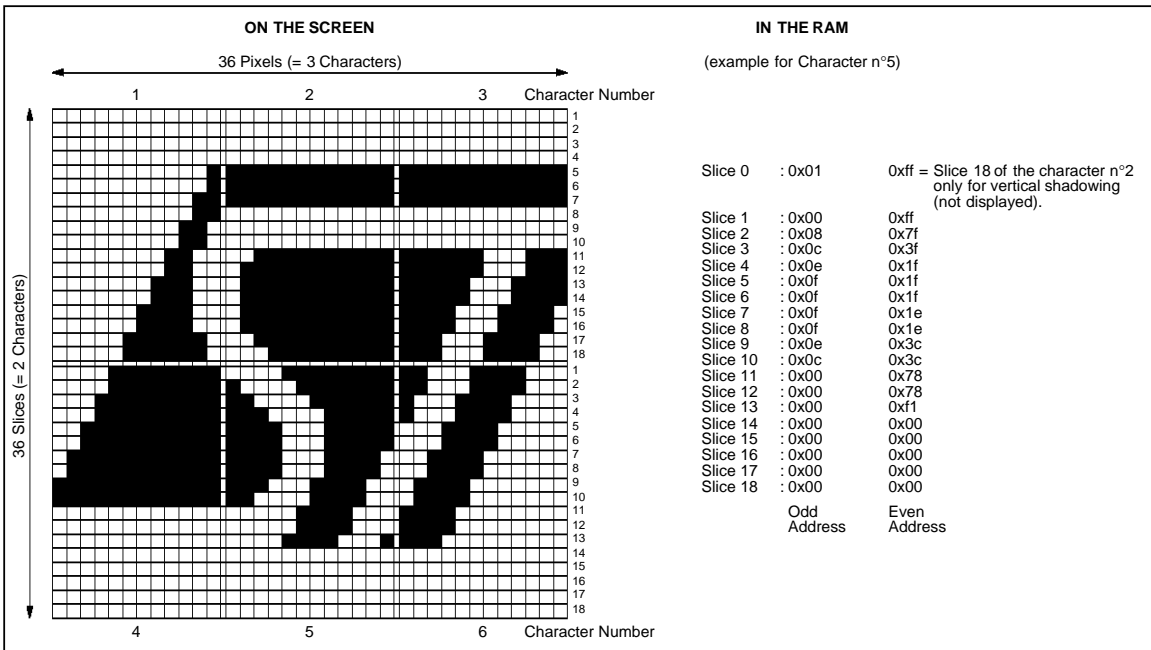 ON THE SCREEN
36 Pixels (= 3 Characters)
1 2 3 Character Number
36 Slices (= 2 Characters)
1
2
3
4
5
6
7
8
9
10
11
12
13
14
15
16
17
18
1
2
3
4
5
6
7
8
9
10
11
12
13
14
15
16
17
18
4 5 6 Character Number
IN THE RAM
(example for Character n°5)
Slice 0 : 0x01 0xff = Slice 18 of the character n°2
only for vertical shadowing
(not displayed).
Slice 1 : 0x00 0xff
Slice 2 : 0x08 0x7f
Slice 3 : 0x0c 0x3f
Slice 4 : 0x0e 0x1f
Slice 5 : 0x0f 0x1f
Slice 6 : 0x0f 0x1f
Slice 7 : 0x0f 0x1e
Slice 8 : 0x0f 0x1e
Slice 9 : 0x0e 0x3c
Slice 10 : 0x0c 0x3c
Slice 11 : 0x00 0x78
Slice 12 : 0x00 0x78
Slice 13 : 0x00 0xf1
Slice 14 : 0x00 0x00
Slice 15 : 0x00 0x00
Slice 16 : 0x00 0x00
Slice 17 : 0x00 0x00
Slice 18 : 0x00 0x00
Odd Even
Address Address